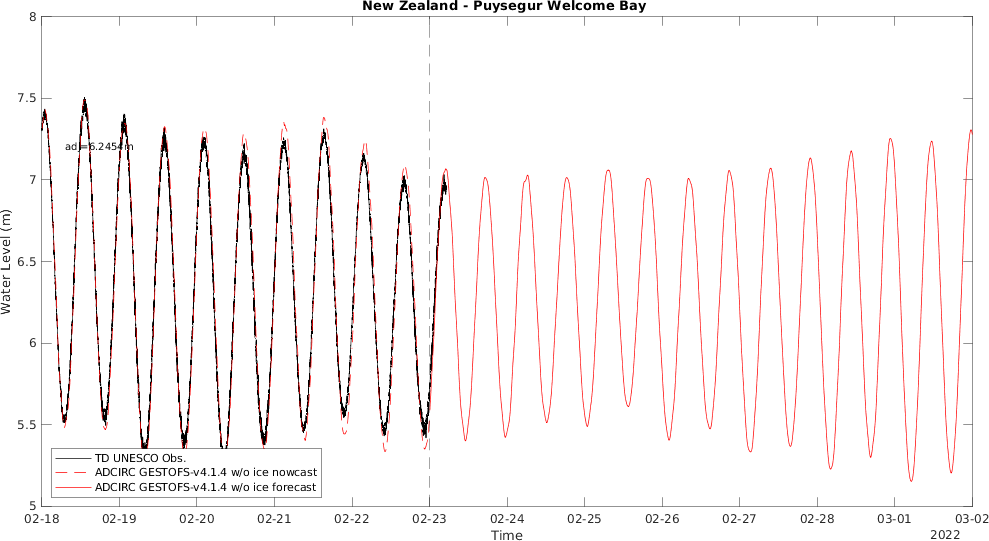 New Zealand - Puysegur Welcome Bay
8
7.5
7
6.5
6
5.5
5
Water Level (m)
adj=6.2454m
TD UNESCO Obs.
ADCIRC GESTOFS-v4.1.4 w/o ice nowcast
ADCIRC GESTOFS-v4.1.4 w/o ice forecast
02-18 02-19 02-20 02-21 02-22 02-23 02-24 02-25 02-26 02-27 02-28 03-01 03-02
Time
2022